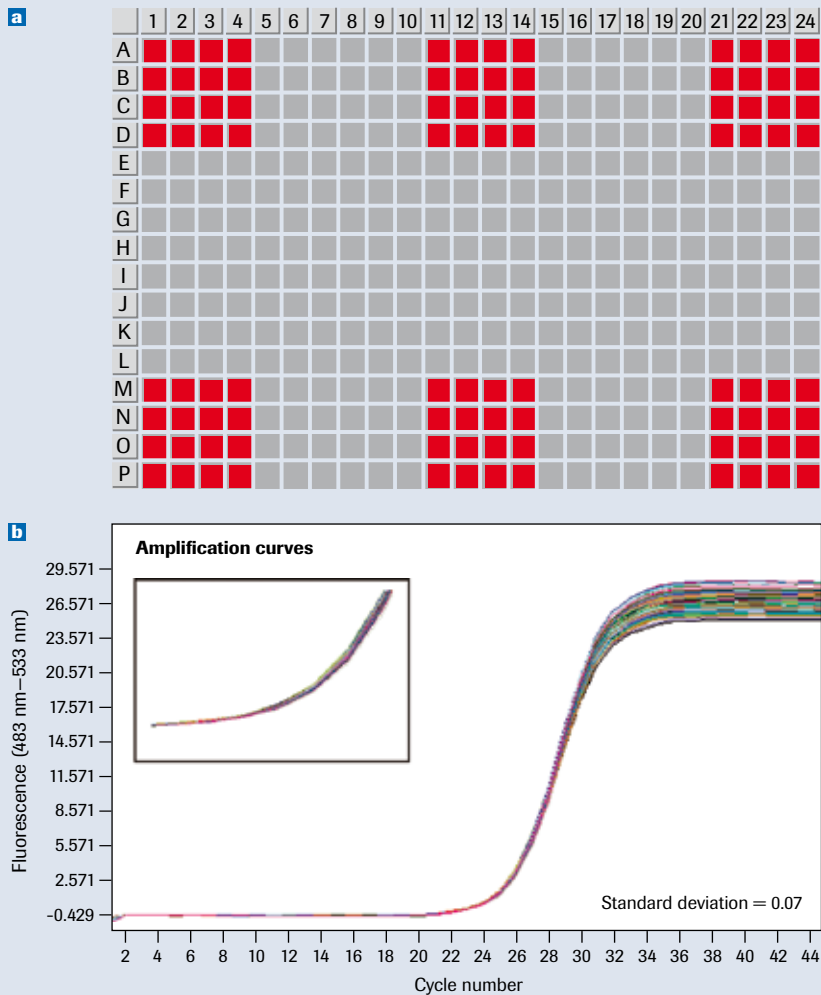 a
1 2 3 4 5 6 7 8 9 10 11 12 13 14 15 16 17 18 19 20 21 22 23 24
A
B
C
D
E
F
G
H
I
J
K
L
M
N
O
P
b
Amplification curves
Fluorescence (483 nm–533 nm)
29.571
26.571
23.571
20.571
17.571
14.571
11.571
8.571
5.571
2.571
-0.429
Standard deviation = 0.07
2 4 6 8 10 12 14 16 18 20 22 24 26 28 30 32 34 36 38 40 42 44
Cycle number